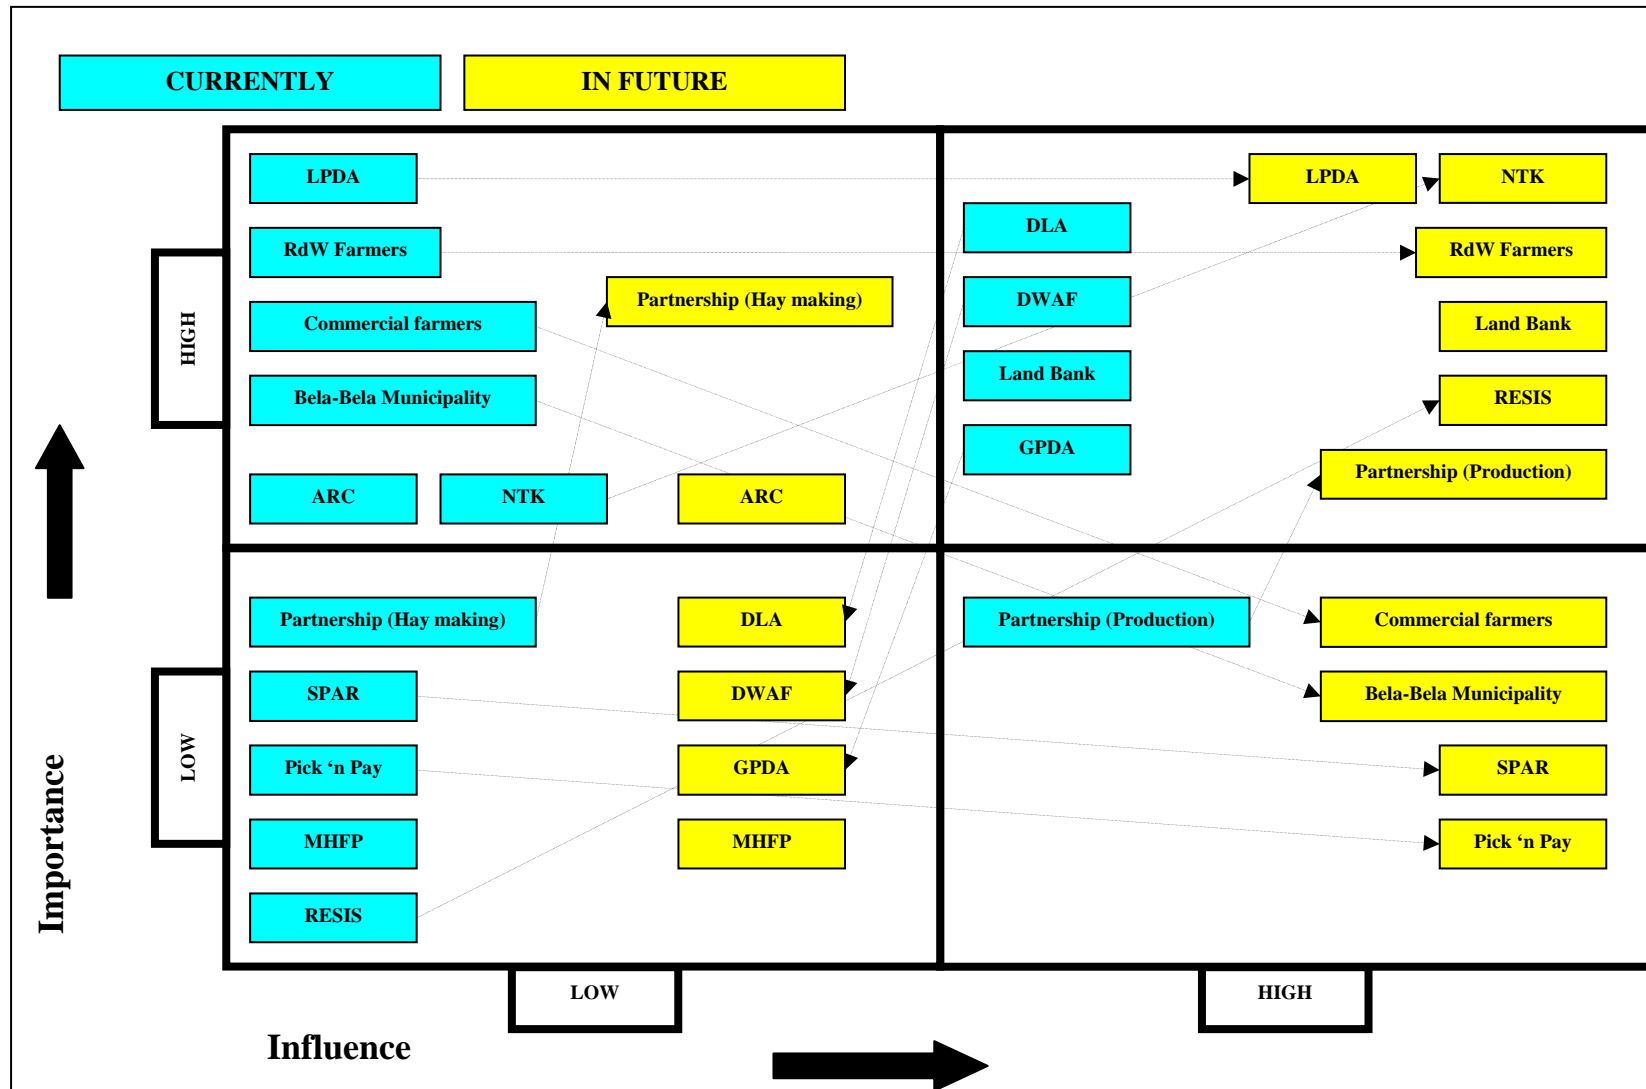 CURRENTLY
IN FUTURE
LPDA
LPDA
NTK
DLA
RdW Farmers
RdW Farmers
Partnership (Hay making)
DWAF
Commercial farmers
Land Bank
HIGH
Land Bank
Bela-Bela Municipality
RESIS
GPDA
Partnership (Production)
ARC
NTK
ARC
Partnership (Hay making)
DLA
Partnership (Production)
Commercial farmers
SPAR
DWAF
Bela-Bela Municipality
LOW
Pick ‘n Pay
GPDA
SPAR
MHFP
MHFP
Pick ‘n Pay
Importance
RESIS
LOW
HIGH
Influence